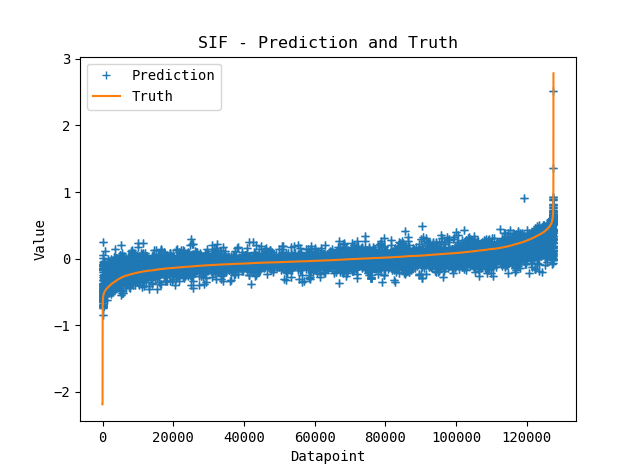 SIF - Prediction and Truth
Prediction
Truth
3
2
1
0
−1
−2
Value
0 20000 40000 60000 80000 100000 120000
Datapoint